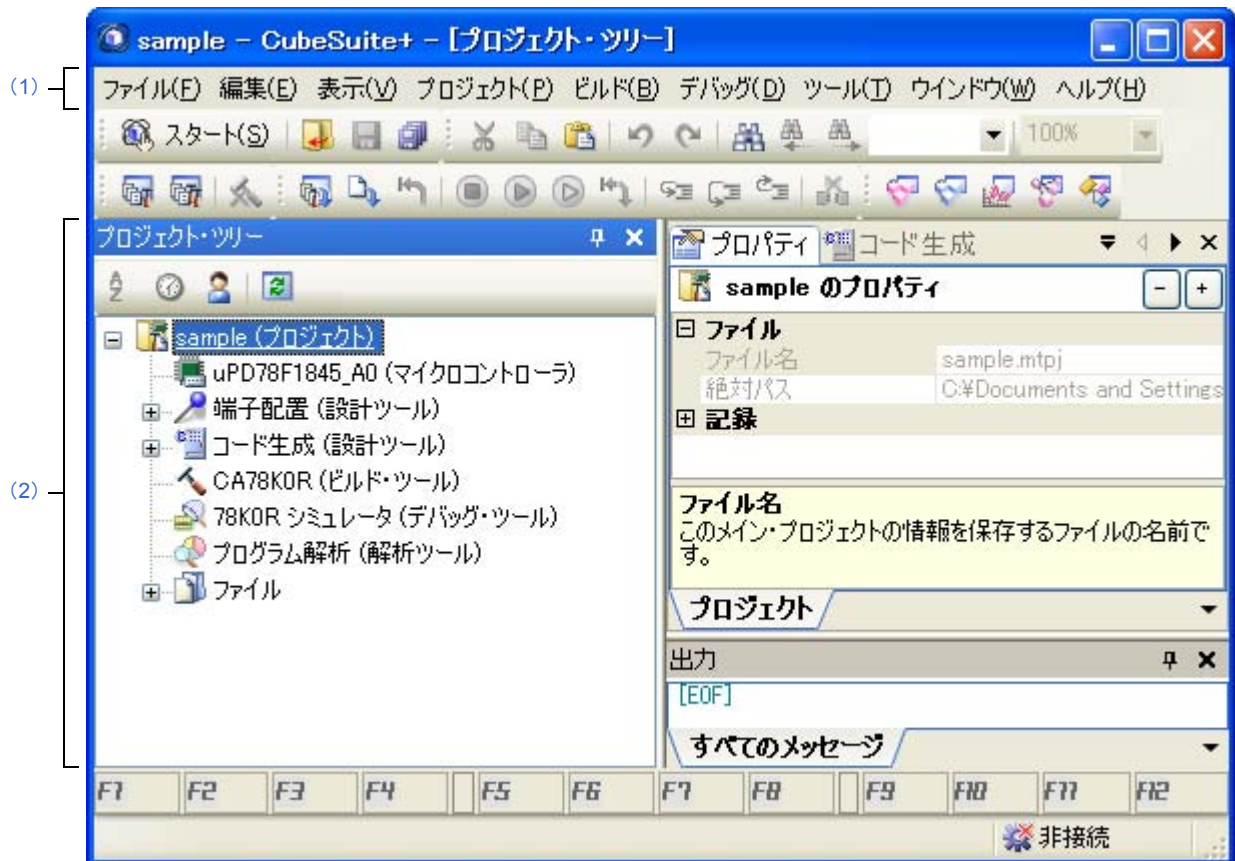 sample - CubeSuite+ - [プロジェクト・ツリー]
(1)
ファイル(F) 編集(E) 表示(V) プロジェクト(P) ビルド(B) デバッグ(D) ツール(T) ウインドウ(W) ヘルプ(H)
スタート(S)
100%
(2)
プロジェクト・ツリー
sample (プロジェクト)
uPD78F1845_A0 (マイクロコントローラ)
端子配置 (設計ツール)
コード生成 (設計ツール)
CA78K0R (ビルド・ツール)
78K0R シミュレータ (デバッグ・ツール)
プログラム解析 (解析ツール)
ファイル
プロパティ コード生成
sample のプロパティ
ファイル
ファイル名 sample.mtpj
絶対パス C:¥Documents and Settings
記録
ファイル名
このメイン・プロジェクトの情報を保存するファイルの名前で
す。
プロジェクト
出力
[EOF]
すべてのメッセージ
F1 F2 F3 F4 F5 F6 F7 F8 F9 F10 F11 F12
非接続